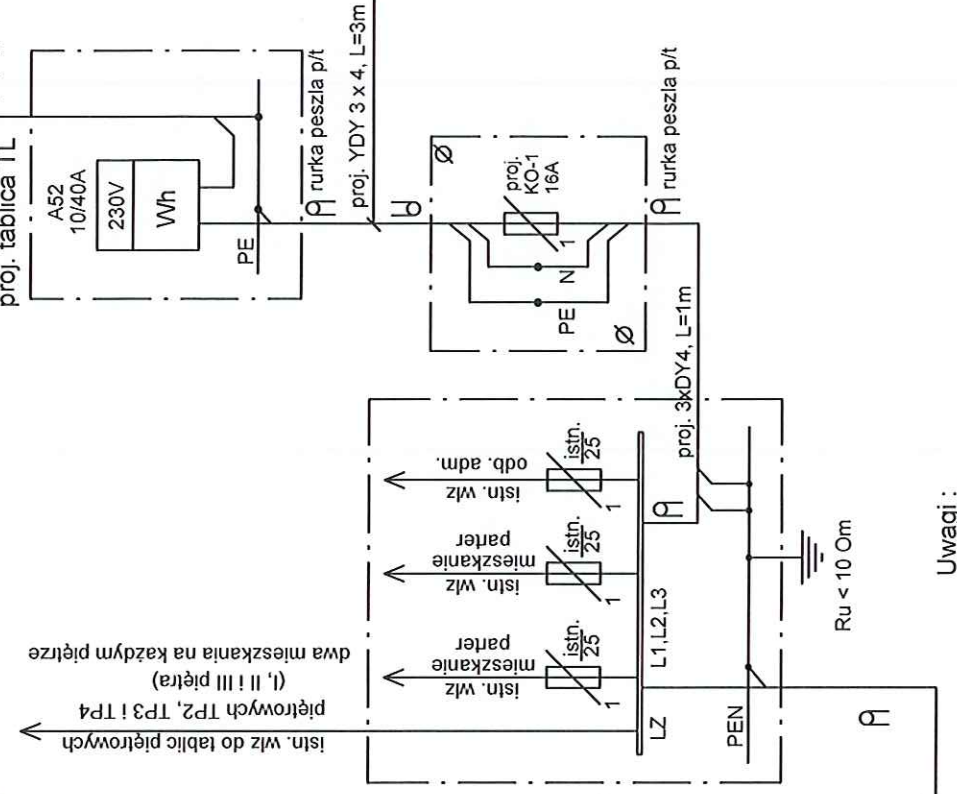 proj. tablica TL
A52
10/40A
230V
Wh
PE
rurka peszla p/t
proj. YDY 3 x 4, L=3m
proj.
KO-1
16A
1
N
PE
rurka peszla p/t
proj. 3xDY4, L=1m
istn. wlz do tablic piętrowych
piętrowych TP2, TP3 i TP4
(I, II i III piętra)
dwa mieszkania na każdym piętrze
istn. wlz
mieszkanie
parter
istn.
25
1
istn. wlz
mieszkanie
parter
istn.
25
1
istn. wlz
odb. adm.
istn.
25
1
LZ
L1,L2,L3
PEN
Ru < 10 Om
Uwagi :